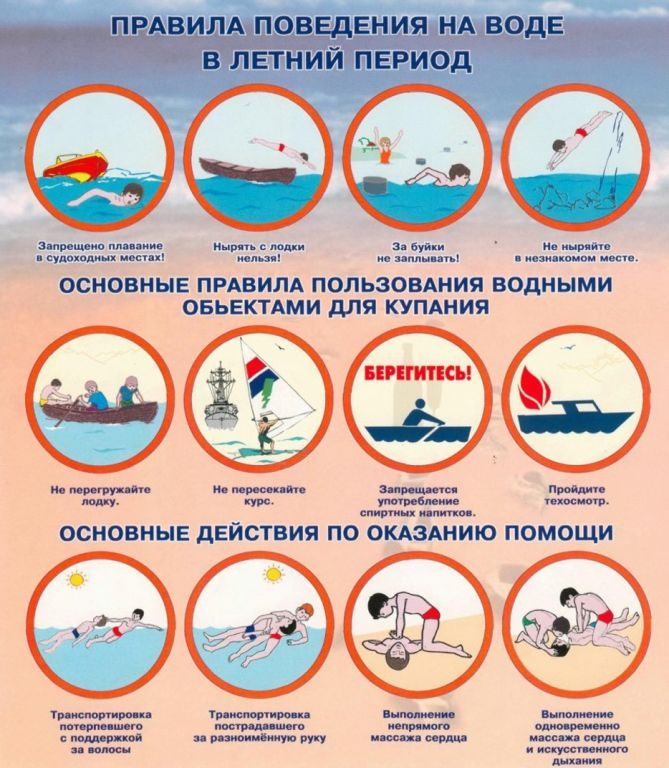 ПРАВИЛА ПОВЕДЕНИЯ НА ВОДЕ
В ЛЕТНИЙ ПЕРИОД
Запрещено плавание
в судоходных местах!
Нырять с лодки
нельзя!
За буйки
не заплывать!
Не ныряйте
в незнакомом месте.
ОСНОВНЫЕ ПРАВИЛА ПОЛЬЗОВАНИЯ ВОДНЫМИ
ОБЬЕКТАМИ ДЛЯ КУПАНИЯ
БЕРЕГИТЕСЬ!
Не перегружайте
лодку.
Не пересекайте
курс.
Запрещается
употребление
спиртных напитков.
Пройдите
техосмотр.
ОСНОВНЫЕ ДЕЙСТВИЯ ПО ОКАЗАНИЮ ПОМОЩИ
Транспортировка
потерпевшего
с поддержкой
за волосы
Транспортировка
пострадавшего
за разноимённую руку
Выполнение
непрямого
массажа сердца
Выполнение
одновременно
массажа сердца
и искусственного
дыхания